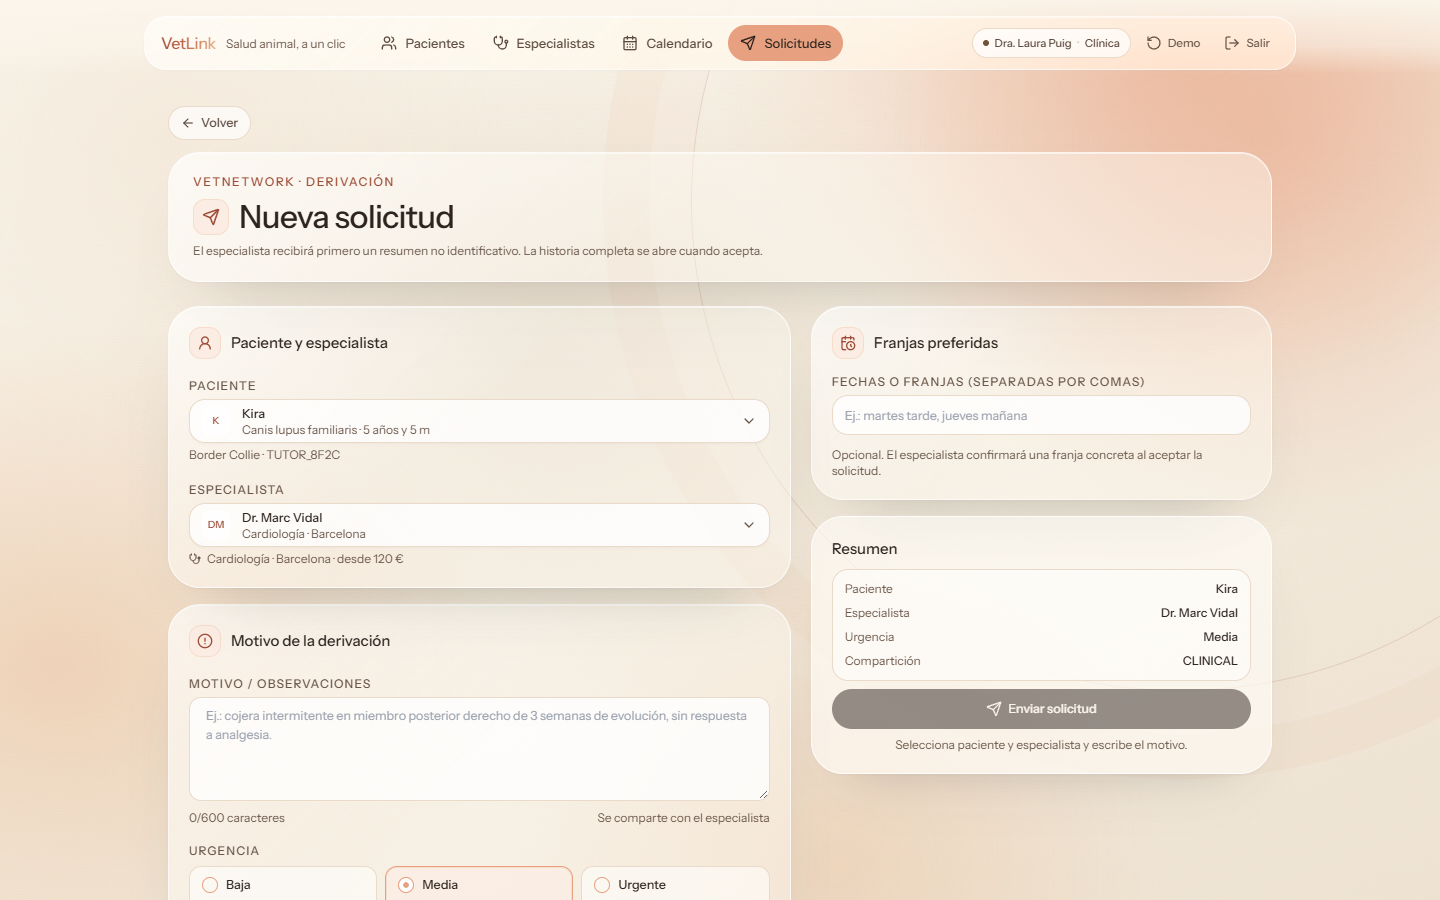 VetLink Salud animal, a un clic Pacientes Especialistas Calendario Solicitudes Dra. Laura Puig · Clínica Demo Salir
Volver
VETNETWORK · DERIVACIÓN
Nueva solicitud
El especialista recibirá primero un resumen no identificativo. La historia completa se abre cuando acepta.
Paciente y especialista
PACIENTE
K
Kira
Canis lupus familiaris · 5 años y 5 m
Border Collie · TUTOR_8F2C
ESPECIALISTA
DM
Dr. Marc Vidal
Cardiología · Barcelona
Cardiología · Barcelona · desde 120 €
Motivo de la derivación
MOTIVO / OBSERVACIONES
Ej.: cojera intermitente en miembro posterior derecho de 3 semanas de evolución, sin respuesta
a analgesia.
0/600 caracteres Se comparte con el especialista
URGENCIA
Baja Media Urgente
Franjas preferidas
FECHAS O FRANJAS (SEPARADAS POR COMAS)
Ej.: martes tarde, jueves mañana
Opcional. El especialista confirmará una franja concreta al aceptar la
solicitud.
Resumen
Paciente Kira
Especialista Dr. Marc Vidal
Urgencia Media
Compartición CLINICAL
Enviar solicitud
Selecciona paciente y especialista y escribe el motivo.